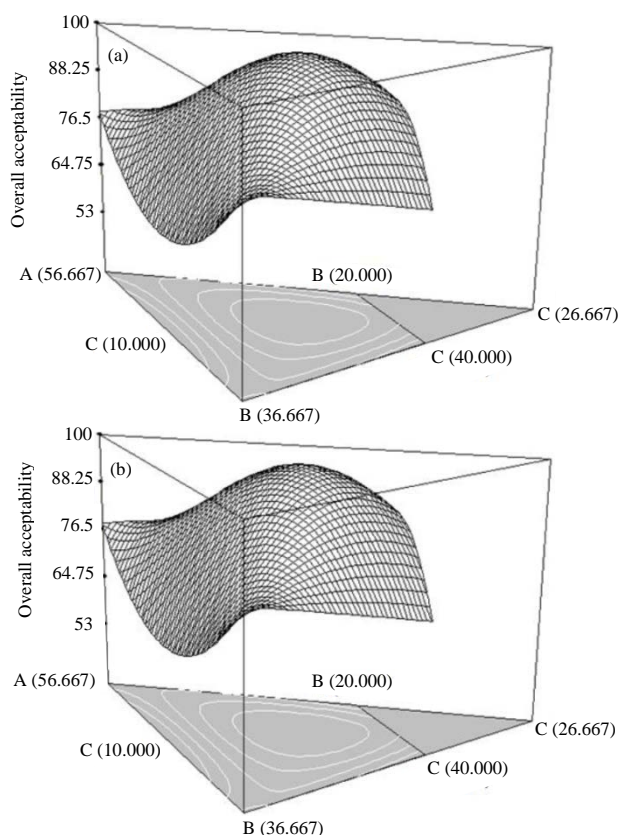 100
(a)
88.25
76.5
64.75
53
Overall acceptability
A (56.667)
B (20.000)
C (26.667)
C (10.000)
C (40.000)
B (36.667)
100
(b)
88.25
76.5
64.75
53
Overall acceptability
A (56.667)
B (20.000)
C (26.667)
C (10.000)
C (40.000)
B (36.667)